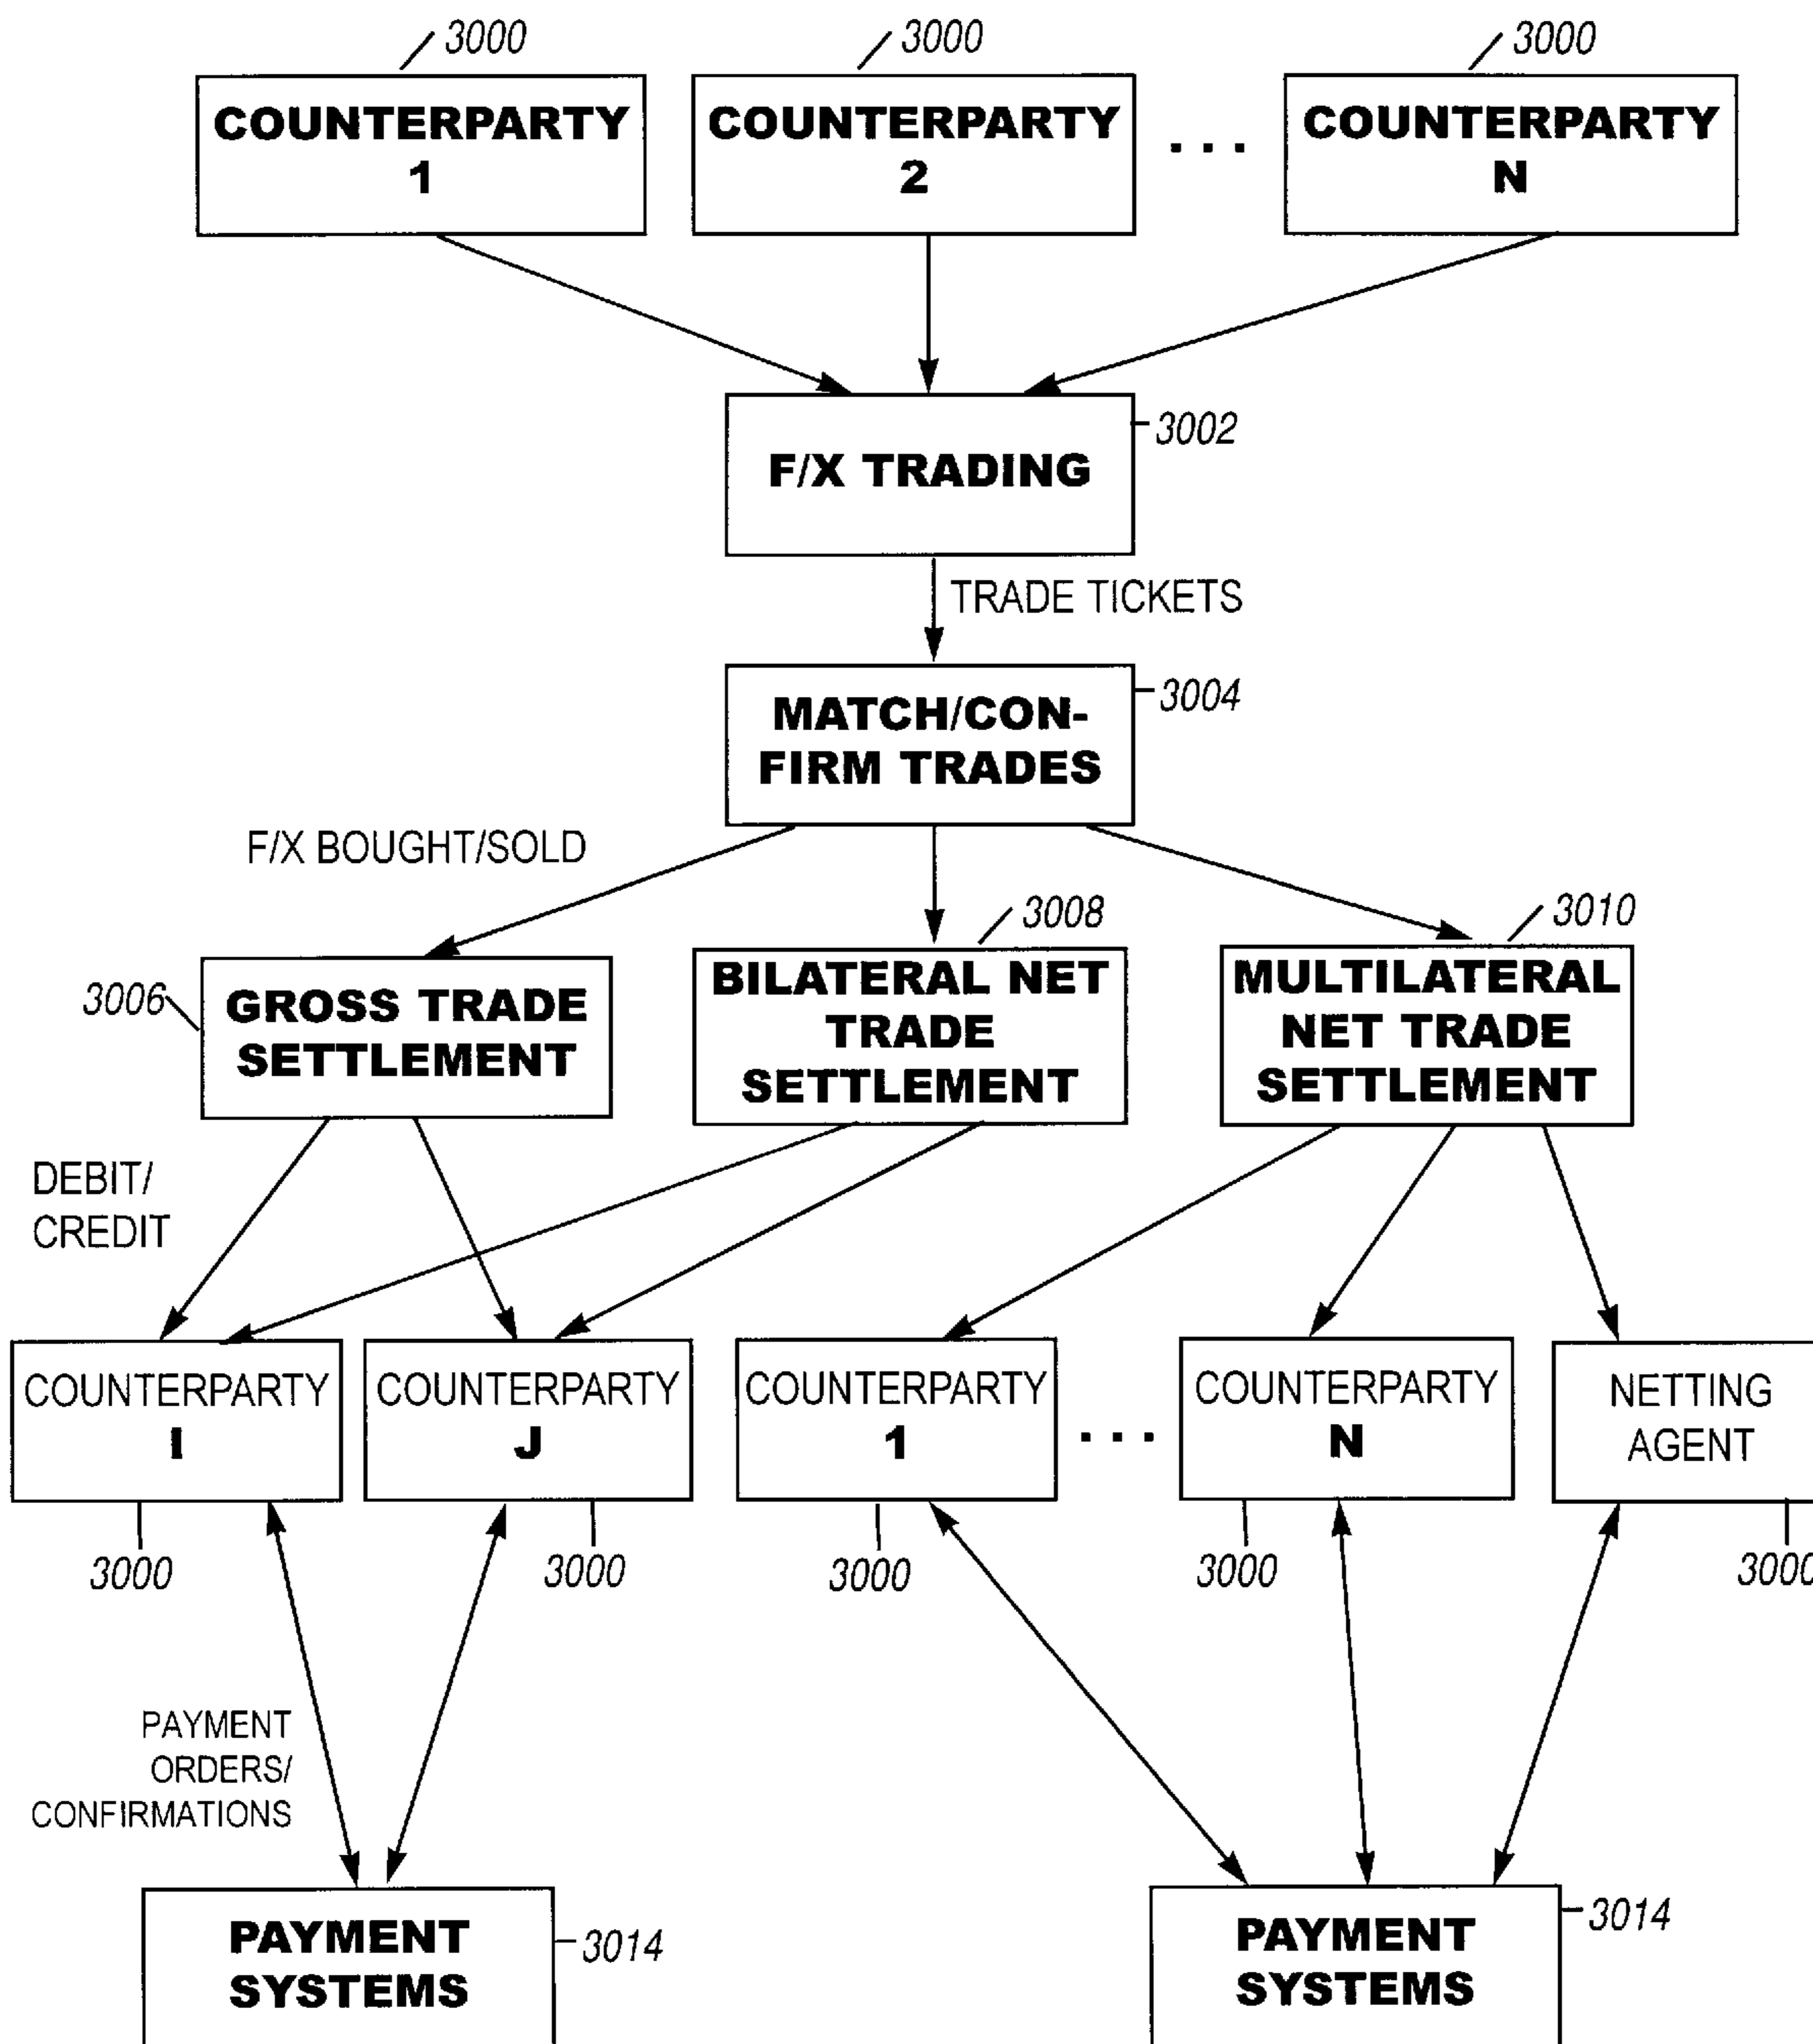 3000
3000
3000
COUNTERPARTY
1
COUNTERPARTY
2
...
COUNTERPARTY
N
3002
F/X TRADING
TRADE TICKETS
3004
MATCH/CON-
FIRM TRADES
F/X BOUGHT/SOLD
3006
GROSS TRADE
SETTLEMENT
3008
BILATERAL NET
TRADE
SETTLEMENT
3010
MULTILATERAL
NET TRADE
SETTLEMENT
DEBIT/
CREDIT
COUNTERPARTY
I
COUNTERPARTY
J
COUNTERPARTY
1
...
COUNTERPARTY
N
NETTING
AGENT
3000
3000
3000
3000
3000
PAYMENT
ORDERS/
CONFIRMATIONS
PAYMENT
SYSTEMS
3014
PAYMENT
SYSTEMS
3014